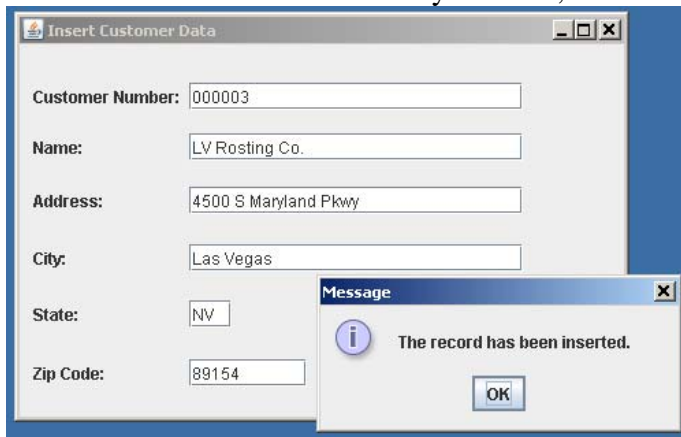 Insert Customer Data
Customer Number: 000003
Name: LV Rosting Co.
Address: 4500 S Maryland Pkwy
City: Las Vegas
State: NV
Zip Code: 89154
Message
i
The record has been inserted.
OK